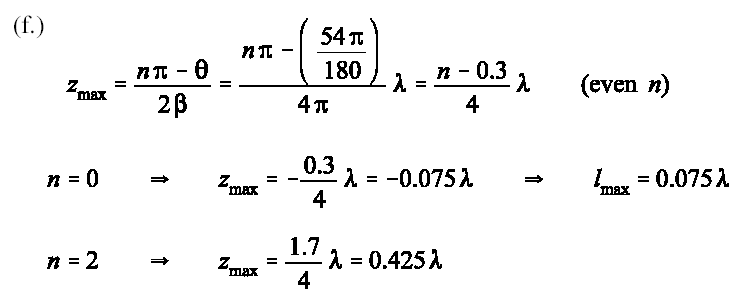 (f.)
z_max = (nπ − θ)/(2β) = (nπ − (54π/180))/(4π) λ = (n − 0.3)/4 λ (even n)
n = 0 ⇒ z_max = −0.3/4 λ = −0.075λ ⇒ l_max = 0.075λ
n = 2 ⇒ z_max = 1.7/4 λ = 0.425λ